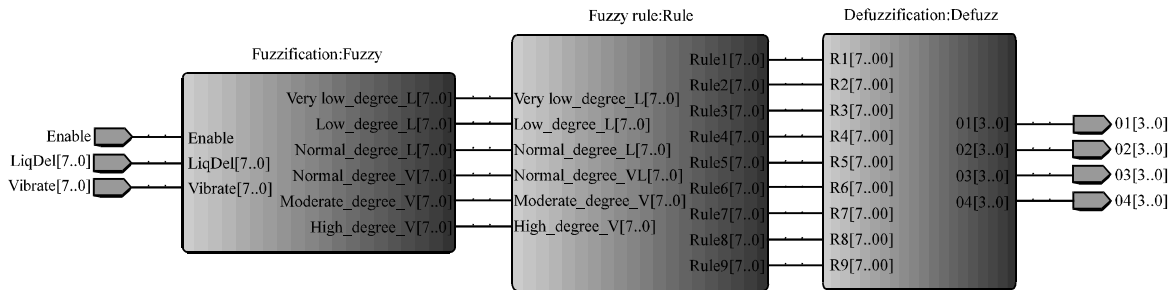 Fuzzification:Fuzzy
Enable
LiqDel[7..0]
Vibrate[7..0]
Enable
LiqDel[7..0]
Vibrate[7..0]
Very low_degree_L[7..0]
Low_degree_L[7..0]
Normal_degree_L[7..0]
Normal_degree_V[7..0]
Moderate_degree_V[7..0]
High_degree_V[7..0]
Fuzzy rule:Rule
Very low_degree_L[7..0]
Low_degree_L[7..0]
Normal_degree_L[7..0]
Normal_degree_VL[7..0]
Moderate_degree_V[7..0]
High_degree_V[7..0]
Rule1[7..0]
Rule2[7..0]
Rule3[7..0]
Rule4[7..0]
Rule5[7..0]
Rule6[7..0]
Rule7[7..0]
Rule8[7..0]
Rule9[7..0]
Defuzzification:Defuzz
R1[7..00]
R2[7..00]
R3[7..00]
R4[7..00]
R5[7..00]
R6[7..00]
R7[7..00]
R8[7..00]
R9[7..00]
01[3..0]
02[3..0]
03[3..0]
04[3..0]
01[3..0]
02[3..0]
03[3..0]
04[3..0]